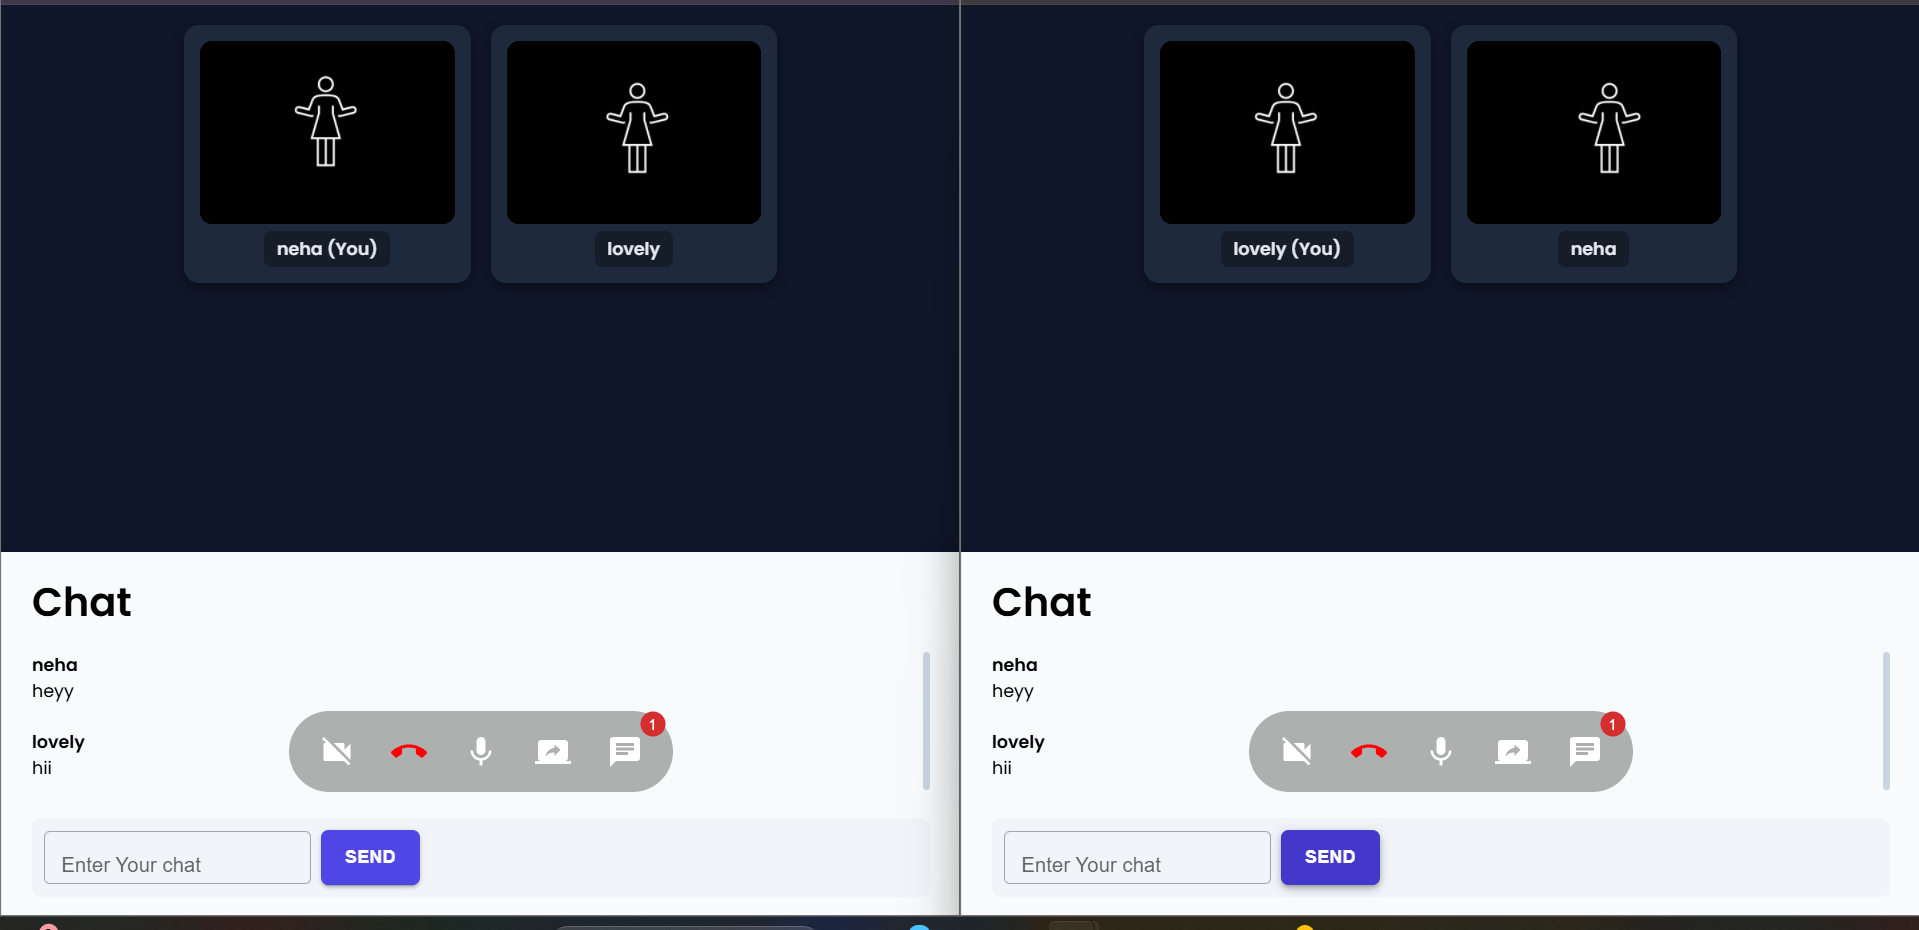 neha (You)
lovely
Chat
neha
heyy
lovely
hii
1
Enter Your chat
SEND
lovely (You)
neha
Chat
neha
heyy
lovely
hii
1
Enter Your chat
SEND